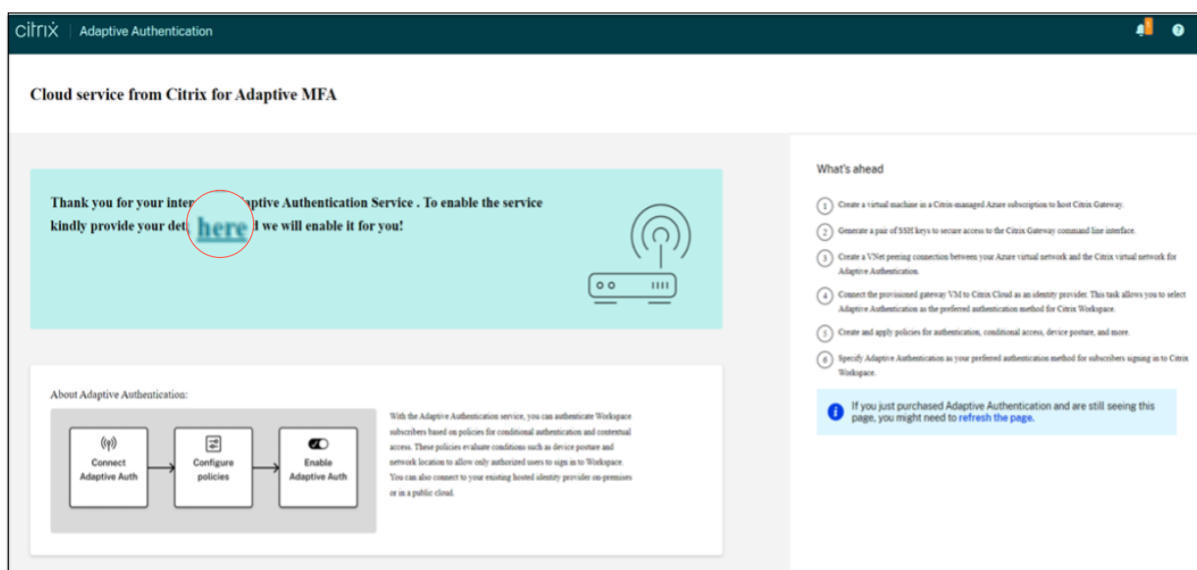 citrix | Adaptive Authentication
Cloud service from Citrix for Adaptive MFA
Thank you for your inter aptive Authentication Service . To enable the service
kindly provide your det here d we will enable it for you!
What's ahead
1 Create a virtual machine in a Citrix-managed Azure subscription to host Citrix Gateway.
2 Generate a pair of SSH keys to secure access to the Citrix Gateway command line interface.
3 Create a VNet peering connection between your Azure virtual network and the Citrix virtual network for
Adaptive Authentication.
4 Connect the provisioned gateway VM to Citrix Cloud as an identity provider. This task allows you to select
Adaptive Authentication as the preferred authentication method for Citrix Workspace.
5 Create and apply policies for authentication, conditional access, device posture, and more.
6 Specify Adaptive Authentication as your preferred authentication method for subscribers signing in to Citrix
Workspace.
If you just purchased Adaptive Authentication and are still seeing this
page, you might need to refresh the page.
About Adaptive Authentication:
Connect
Adaptive Auth
Configure
policies
Enable
Adaptive Auth
With the Adaptive Authentication service, you can authenticate Workspace
subscribers based on policies for conditional authentication and contextual
access. These policies evaluate conditions such as device posture and
network location to allow only authorized users to sign in to Workspace.
You can also connect to your existing hosted identity provider on-premises
or in a public cloud.